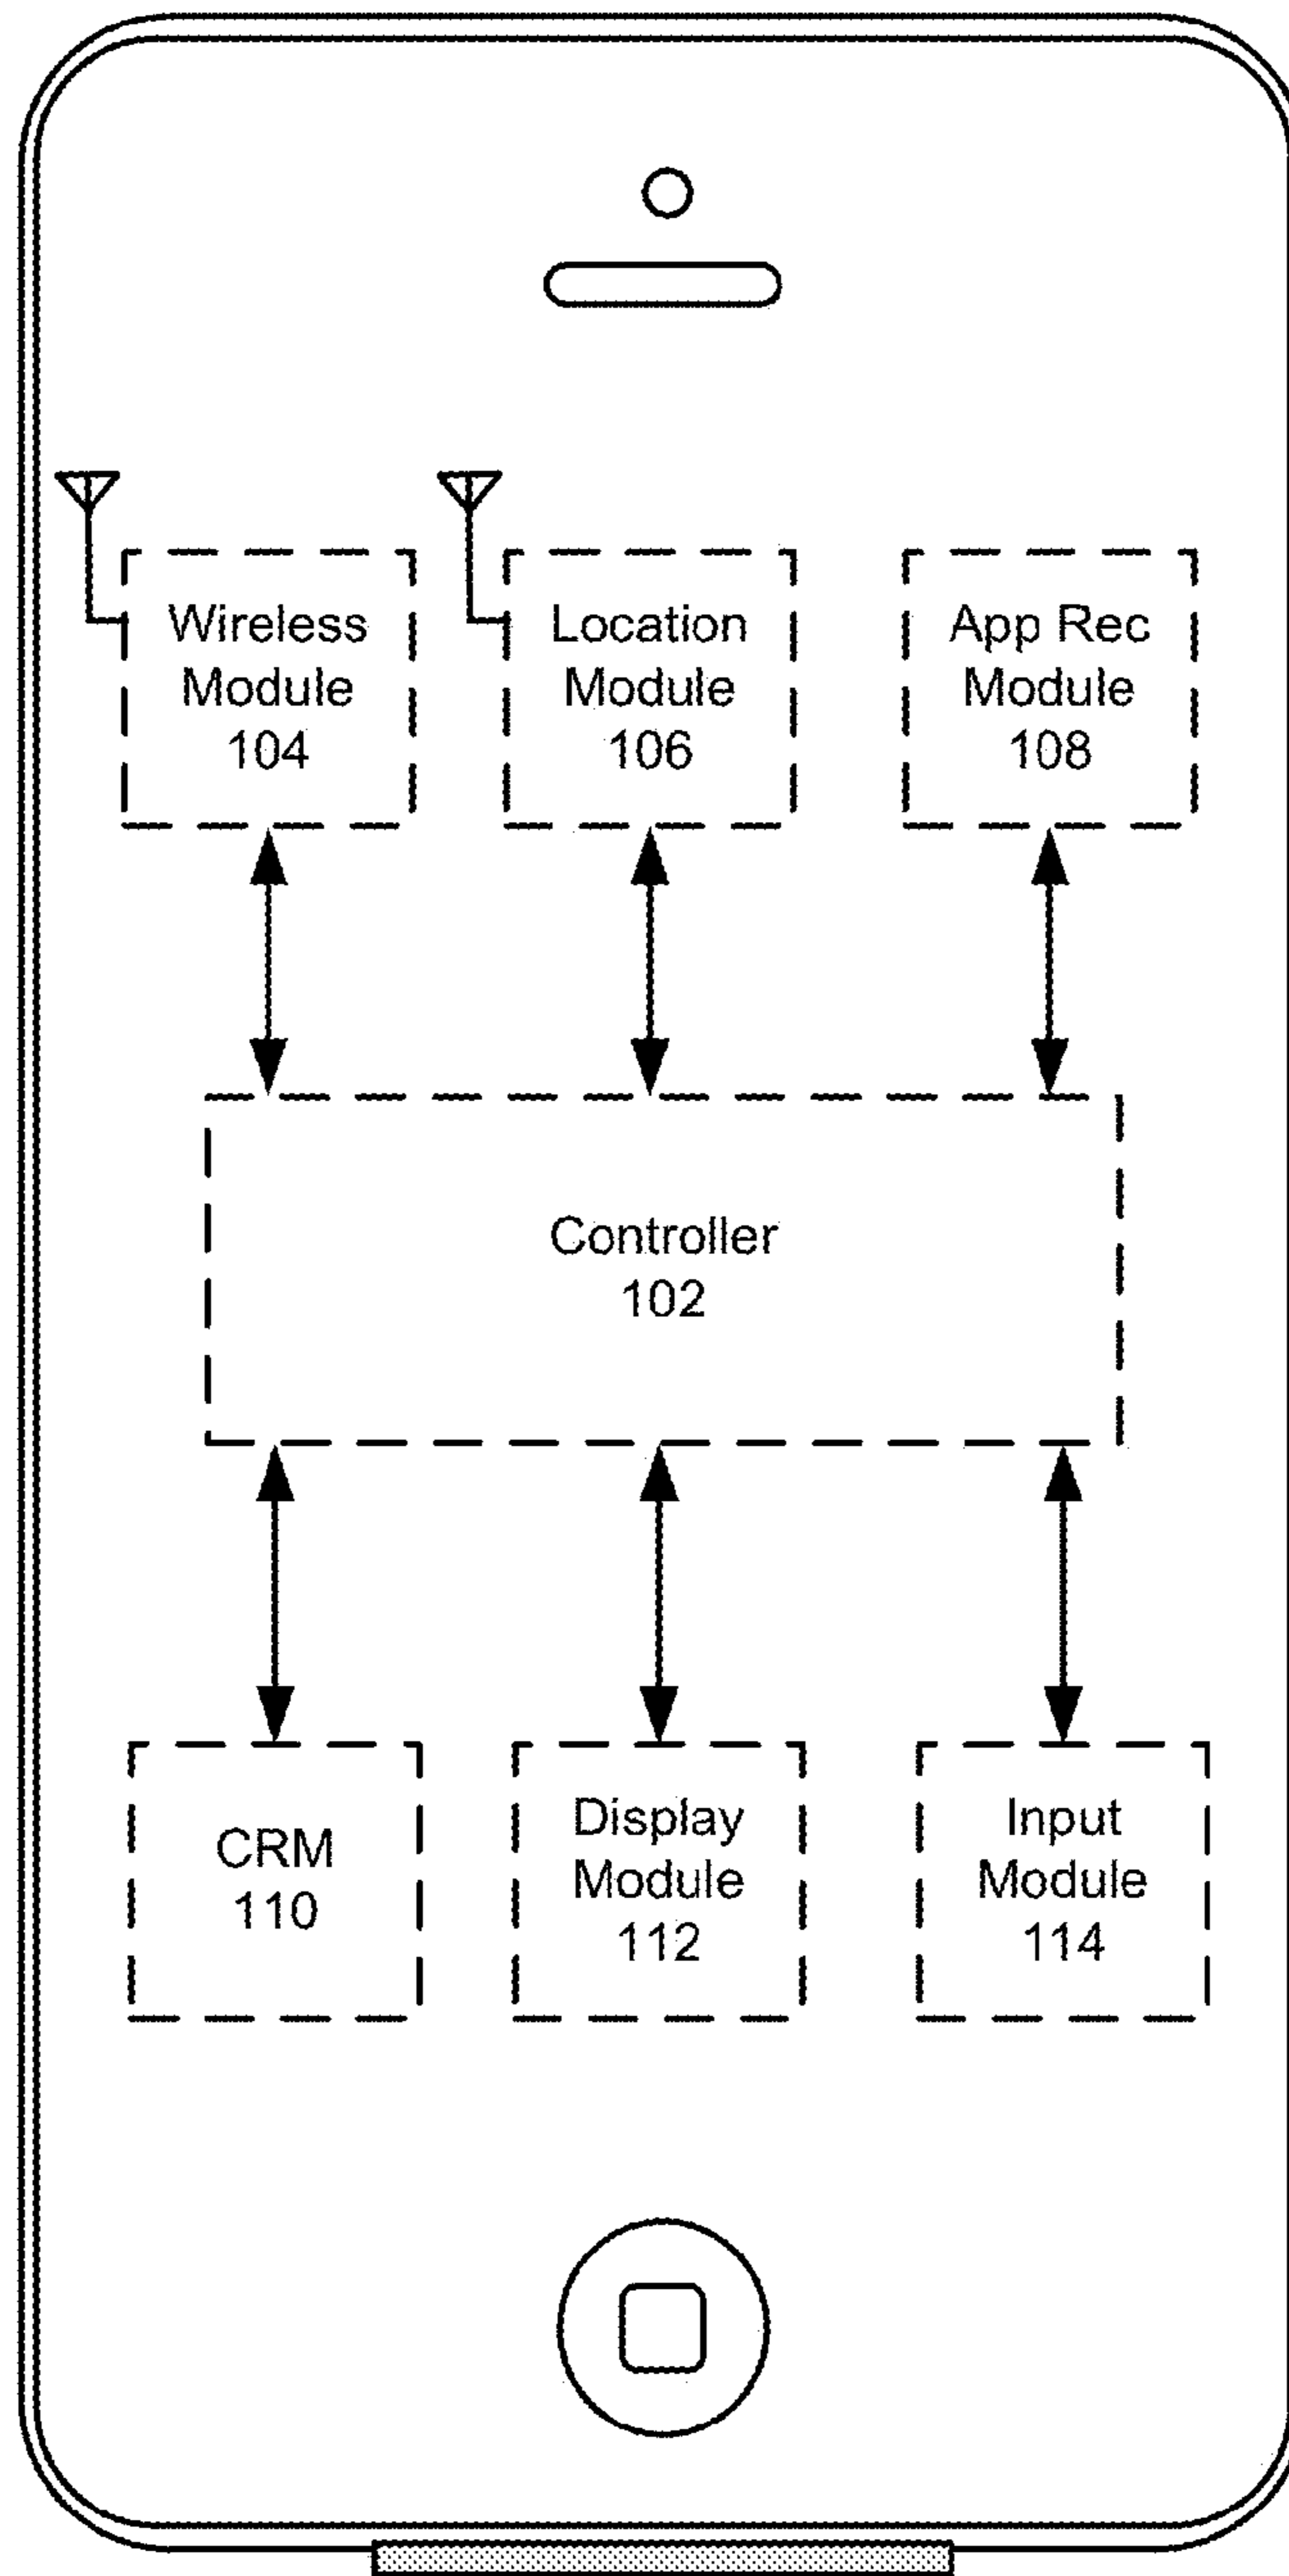 Wireless
Module
104
Location
Module
106
App Rec
Module
108
Controller
102
CRM
110
Display
Module
112
Input
Module
114